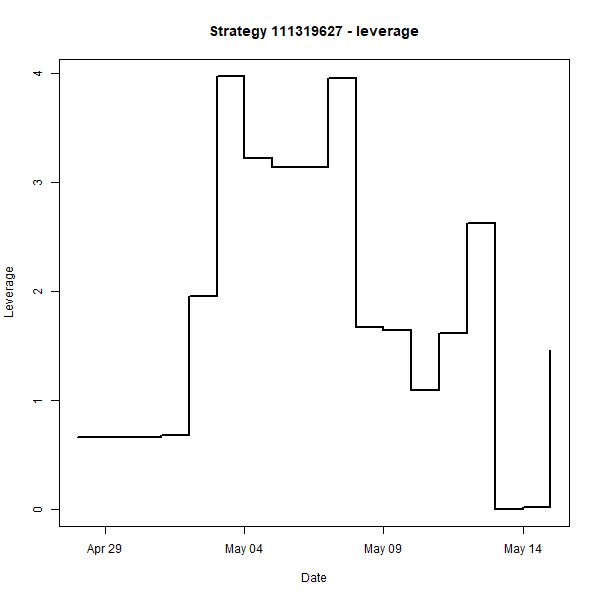 Strategy 111319627 - leverage
Leverage
4
3
2
1
0
Apr 29
May 04
May 09
May 14
Date